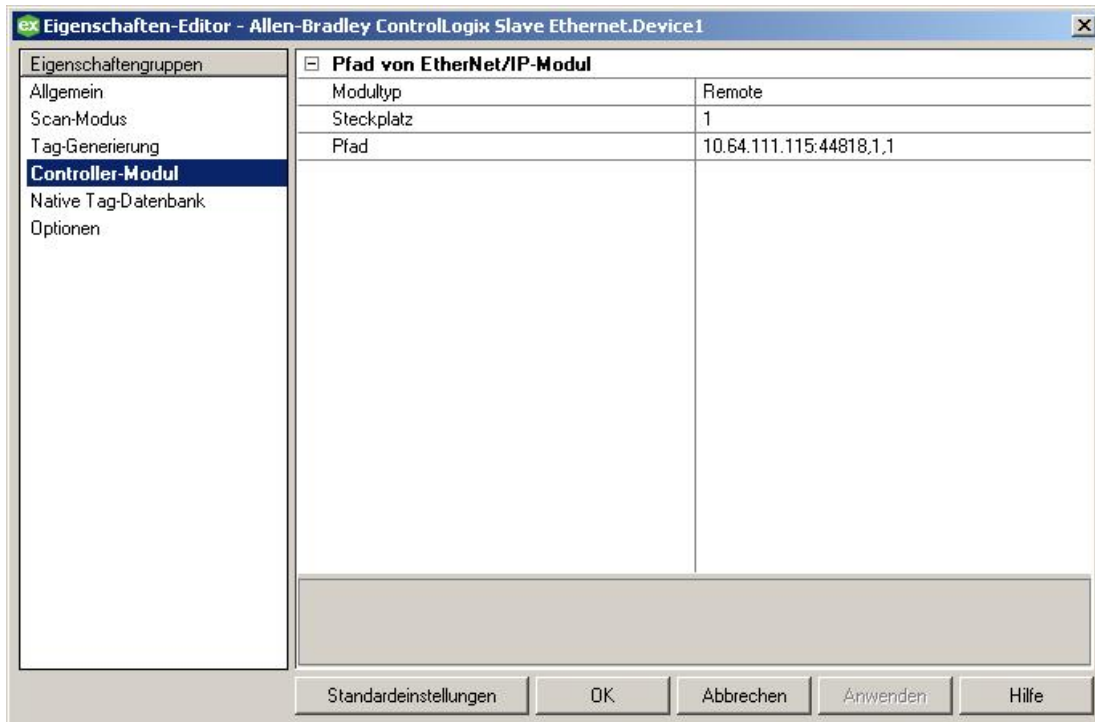 ex Eigenschaften-Editor - Allen-Bradley ControlLogix Slave Ethernet.Device1
Eigenschaftengruppen
Allgemein
Scan-Modus
Tag-Generierung
Controller-Modul
Native Tag-Datenbank
Optionen
Pfad von EtherNet/IP-Modul
Modultyp Remote
Steckplatz 1
Pfad 10.64.111.115:44818,1,1
Standardeinstellungen OK Abbrechen Anwenden Hilfe